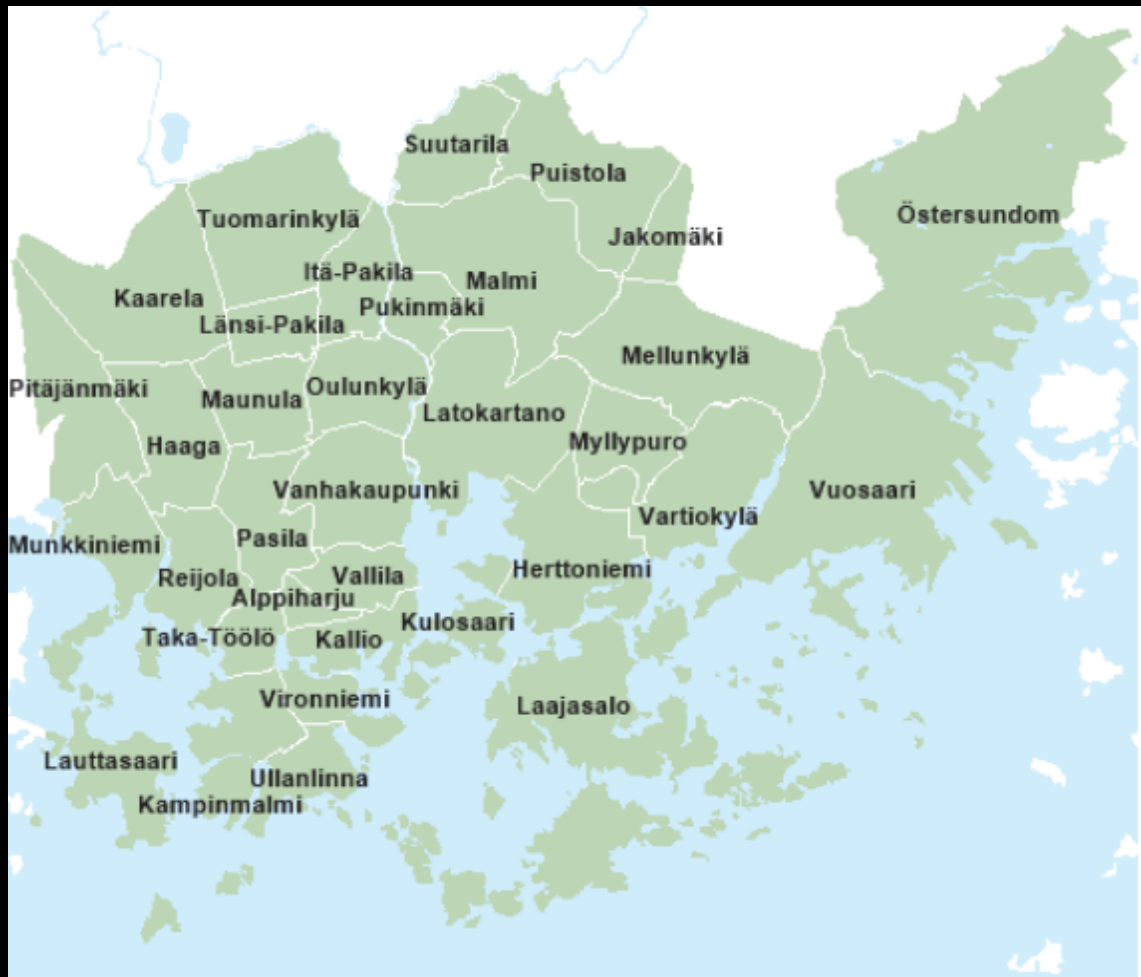 Suutarila
Puistola
Östersundom
Tuomarinkylä
Jakomäki
Itä-Pakila
Malmi
Kaarela
Pukinmäki
Länsi-Pakila
Mellunkylä
Pitäjänmäki
Oulunkylä
Maunula
Latokartano
Haaga
Myllypuro
Vanhakaupunki
Vuosaari
Vartiokylä
Munkkiniemi
Pasila
Herttoniemi
Reijola
Vallila
Alppiharju
Kulosaari
Taka-Töölö
Kallio
Vironniemi
Laajasalo
Lauttasaari
Ullanlinna
Kampinmalmi